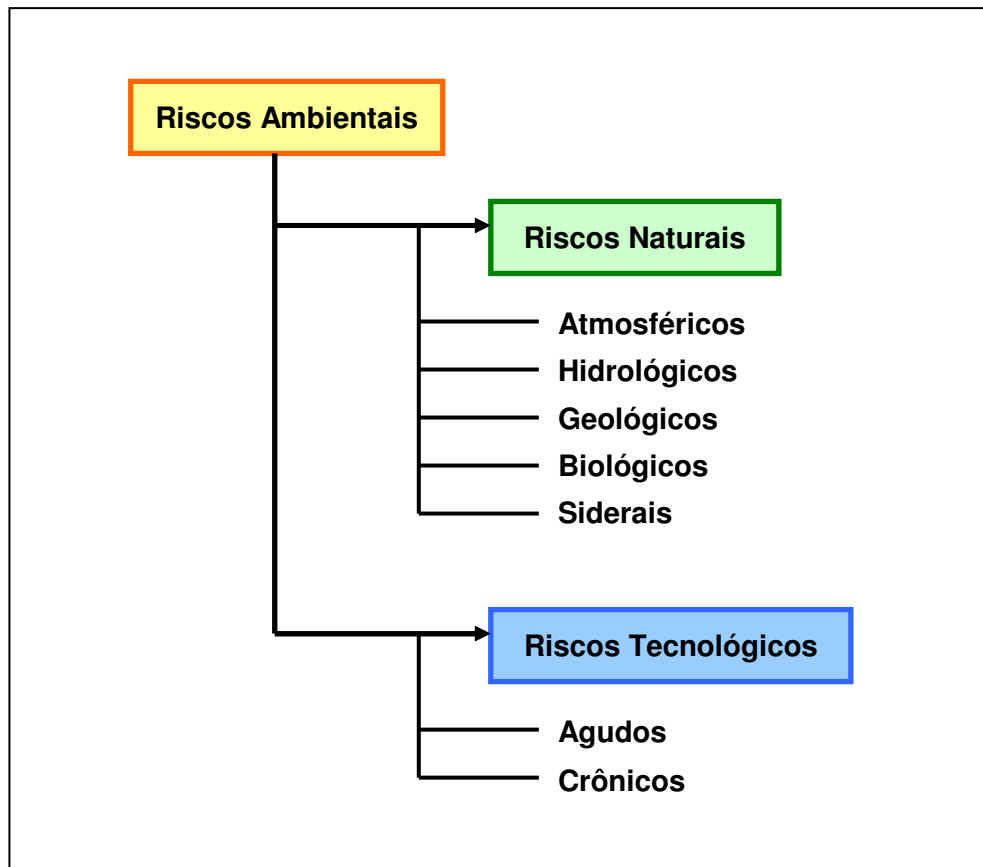 Riscos Ambientais
Riscos Naturais
Atmosféricos
Hidrológicos
Geológicos
Biológicos
Siderais
Riscos Tecnológicos
Agudos
Crônicos